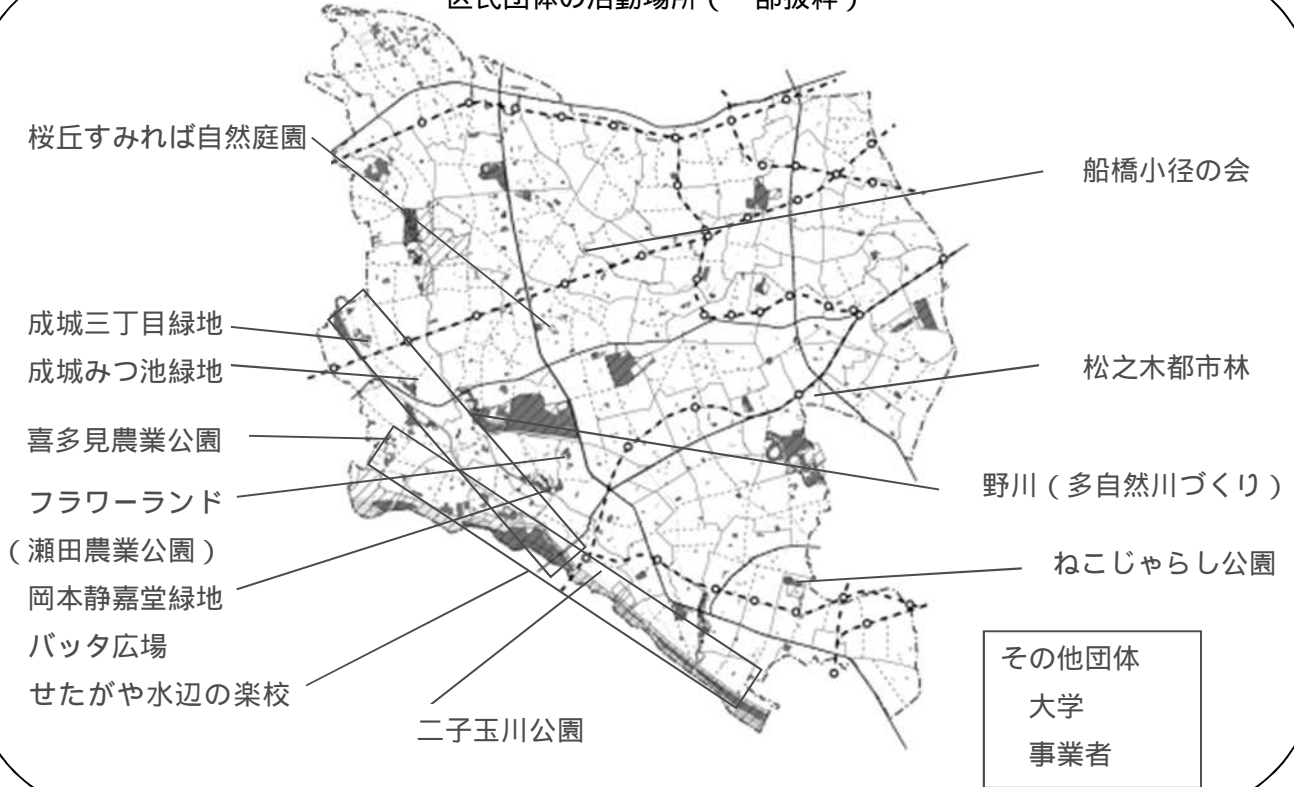 区民団体の活動場所（一部抜粋）
桜丘すみれば自然庭園
船橋小径の会
成城三丁目緑地
成城みつ池緑地
松之木都市林
喜多見農業公園
フラワーランド
（瀬田農業公園）
野川（多自然川づくり）
ねこじゃらし公園
岡本静嘉堂緑地
バッタ広場
せたがや水辺の楽校
二子玉川公園
その他団体
大学
事業者